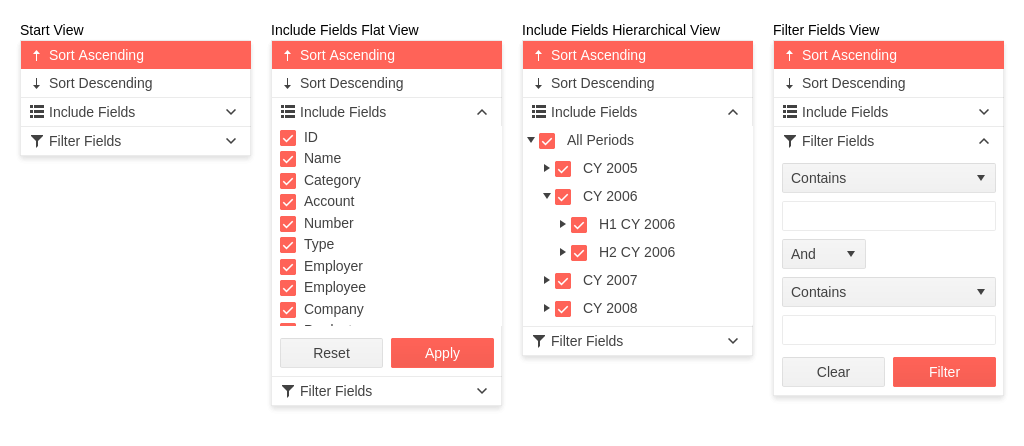 Start View
Sort Ascending
Sort Descending
Include Fields
Filter Fields
Include Fields Flat View
Sort Ascending
Sort Descending
Include Fields
ID
Name
Category
Account
Number
Type
Employer
Employee
Company
Reset
Apply
Filter Fields
Include Fields Hierarchical View
Sort Ascending
Sort Descending
Include Fields
All Periods
CY 2005
CY 2006
H1 CY 2006
H2 CY 2006
CY 2007
CY 2008
Filter Fields
Filter Fields View
Sort Ascending
Sort Descending
Include Fields
Filter Fields
Contains
And
Contains
Clear
Filter